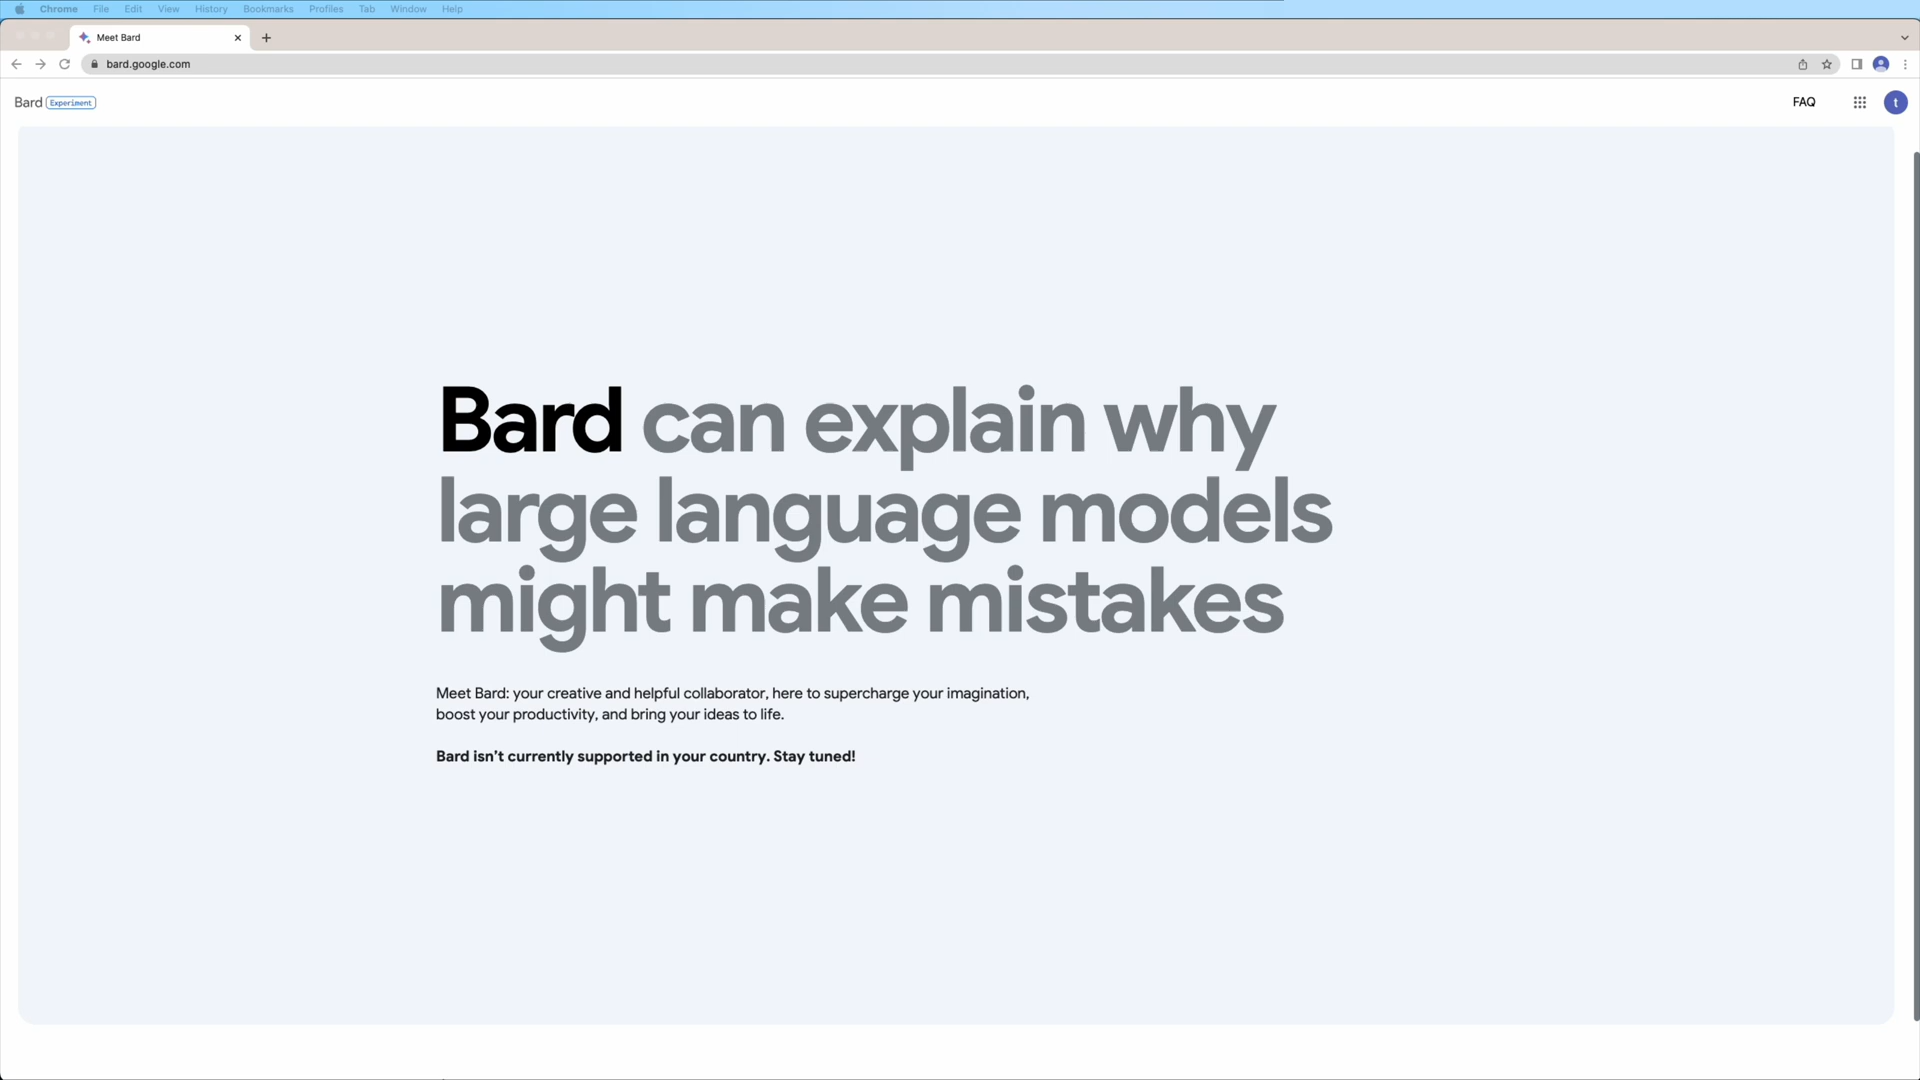 Chrome File Edit View History Bookmarks Profiles Tab Window Help
Meet Bard
bard.google.com
Bard Experiment
FAQ
t
Bard can explain why
large language models
might make mistakes
Meet Bard: your creative and helpful collaborator, here to supercharge your imagination,
boost your productivity, and bring your ideas to life.
Bard isn’t currently supported in your country. Stay tuned!